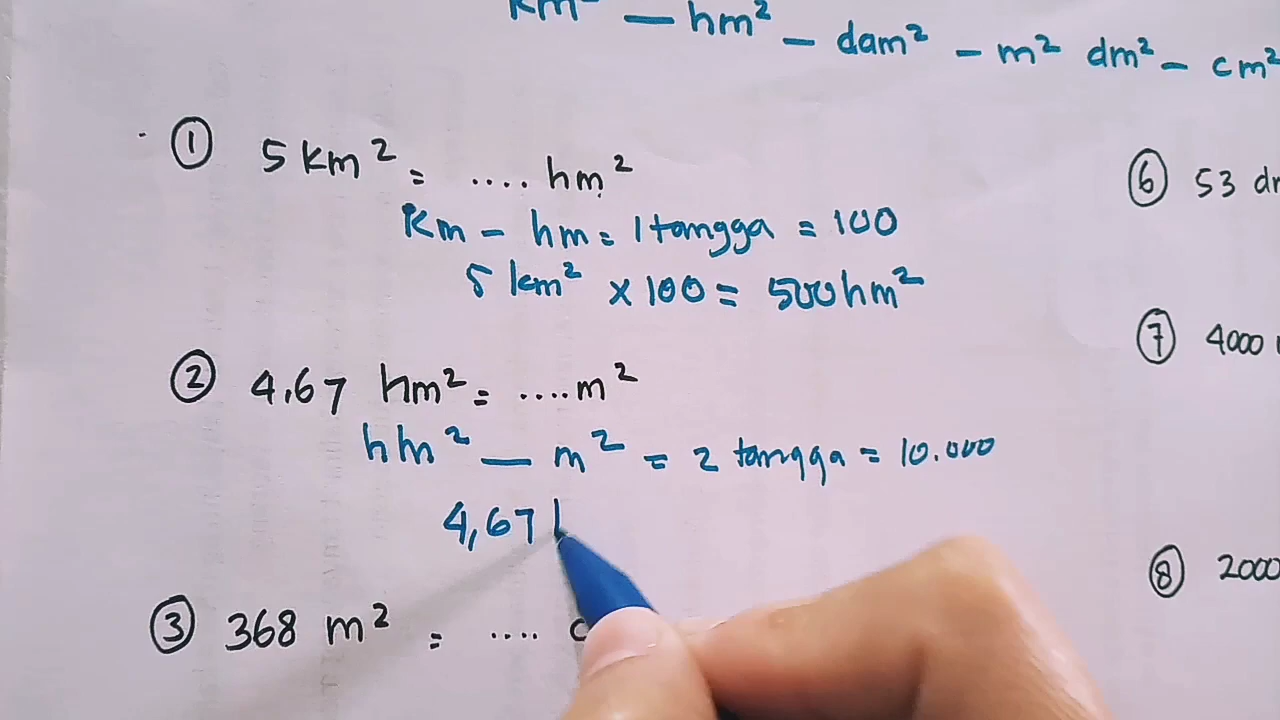 km² — hm² – dam² – m² dm² – cm²
① 5 km² = .... hm²
Km – hm = 1 tangga = 100
5 km² × 100 = 500 hm²
② 4,67 hm² = ....m²
hm² — m² = 2 tangga = 10.000
4,67
③ 368 m² = ....
⑥ 53
⑦ 4000
⑧ 2000